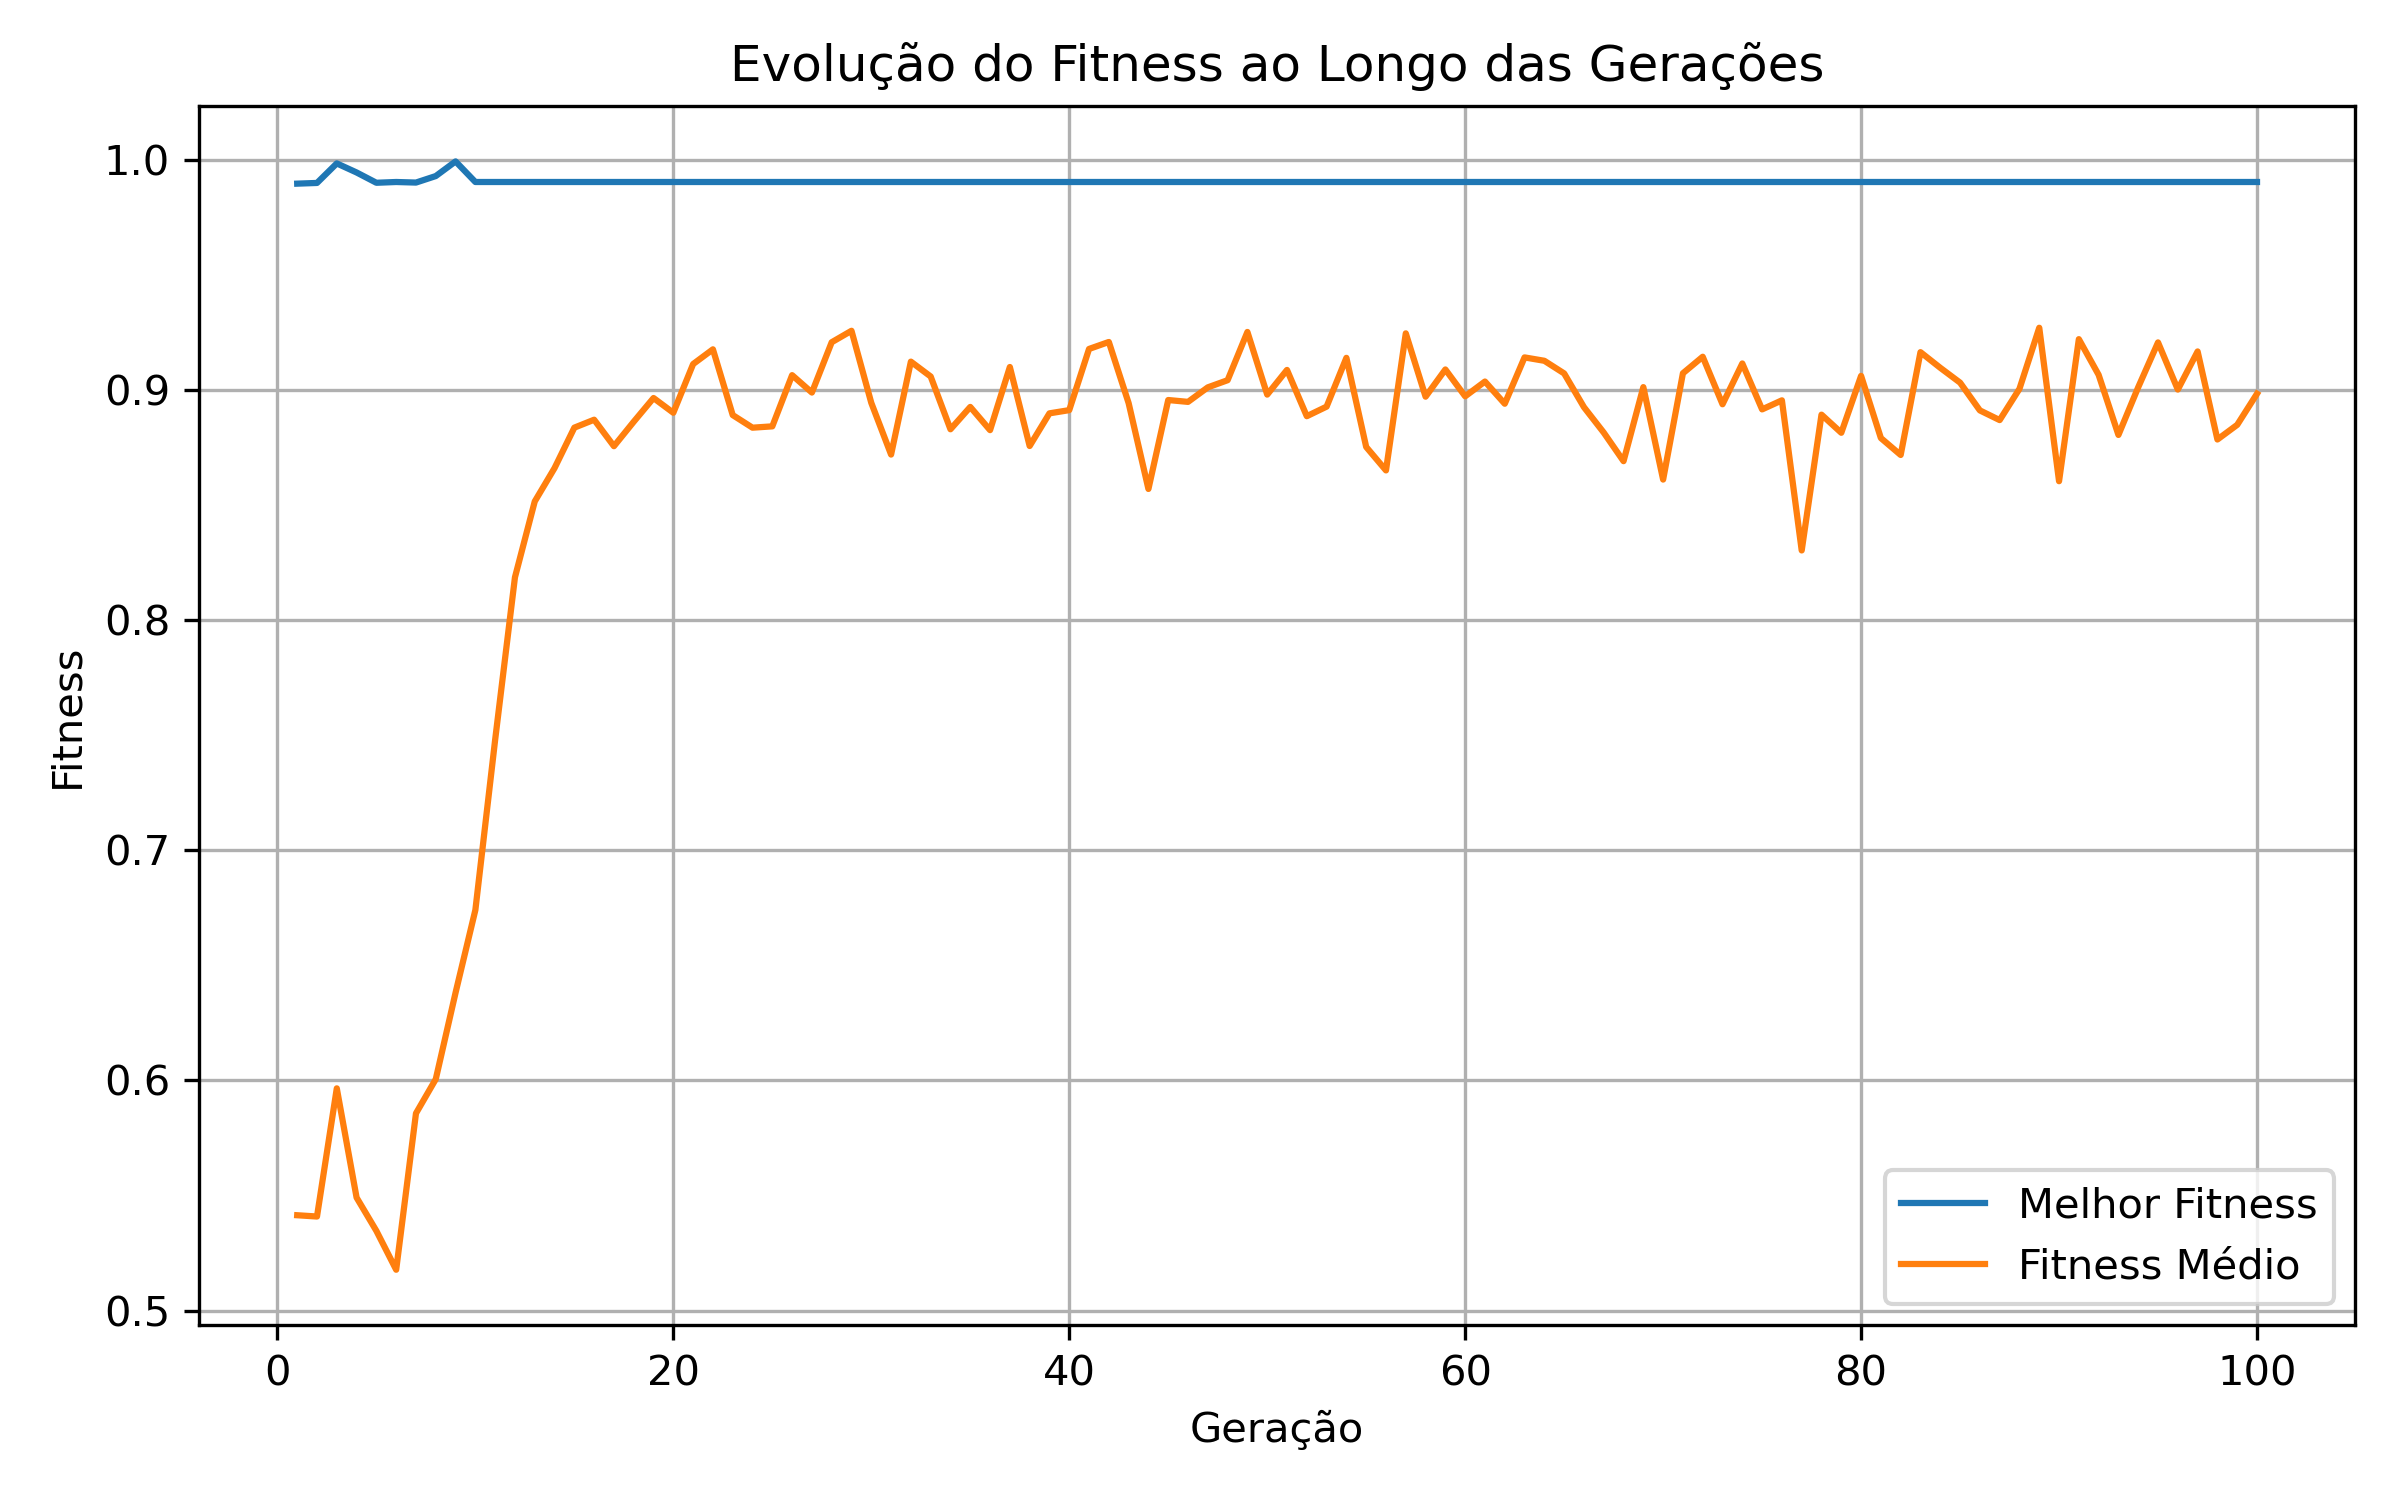 Evolução do Fitness ao Longo das Gerações
1.0
0.9
0.8
0.7
0.6
0.5
Fitness
0 20 40 60 80 100
Geração
Melhor Fitness
Fitness Médio